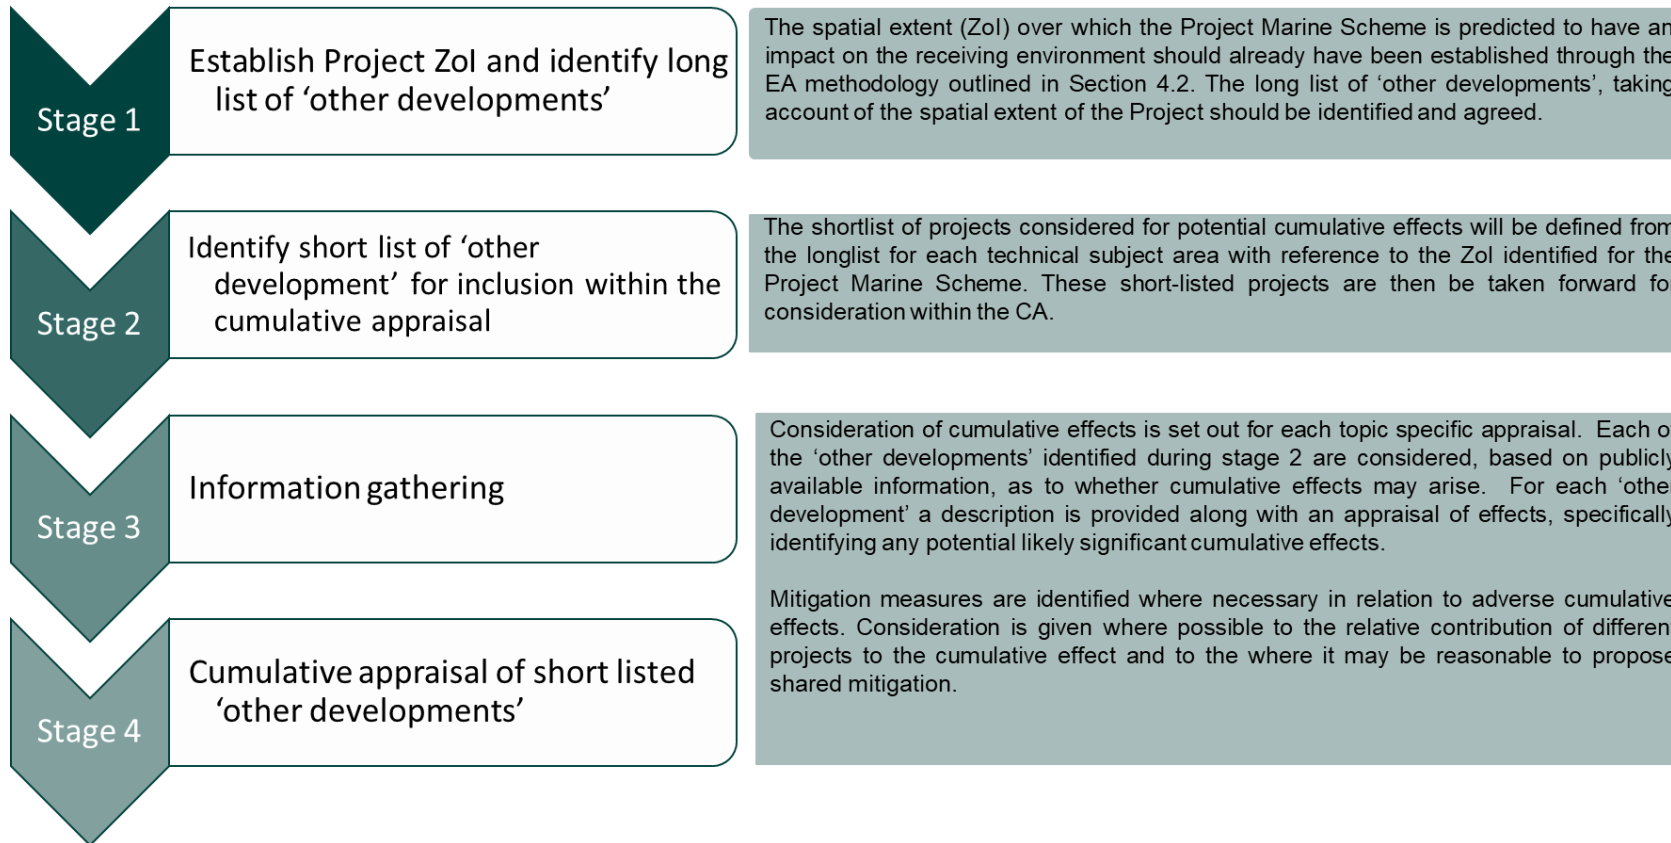 Stage 1
Establish Project ZoI and identify long
list of ‘other developments’
The spatial extent (ZoI) over which the Project Marine Scheme is predicted to have an
impact on the receiving environment should already have been established through the
EA methodology outlined in Section 4.2. The long list of ‘other developments’, taking
account of the spatial extent of the Project should be identified and agreed.
Stage 2
Identify short list of ‘other
development’ for inclusion within the
cumulative appraisal
The shortlist of projects considered for potential cumulative effects will be defined from
the longlist for each technical subject area with reference to the ZoI identified for the
Project Marine Scheme. These short-listed projects are then be taken forward for
consideration within the CA.
Stage 3
Information gathering
Stage 4
Cumulative appraisal of short listed
‘other developments’
Consideration of cumulative effects is set out for each topic specific appraisal. Each of
the ‘other developments’ identified during stage 2 are considered, based on publicly
available information, as to whether cumulative effects may arise. For each ‘other
development’ a description is provided along with an appraisal of effects, specifically
identifying any potential likely significant cumulative effects.
Mitigation measures are identified where necessary in relation to adverse cumulative
effects. Consideration is given where possible to the relative contribution of different
projects to the cumulative effect and to the where it may be reasonable to propose
shared mitigation.